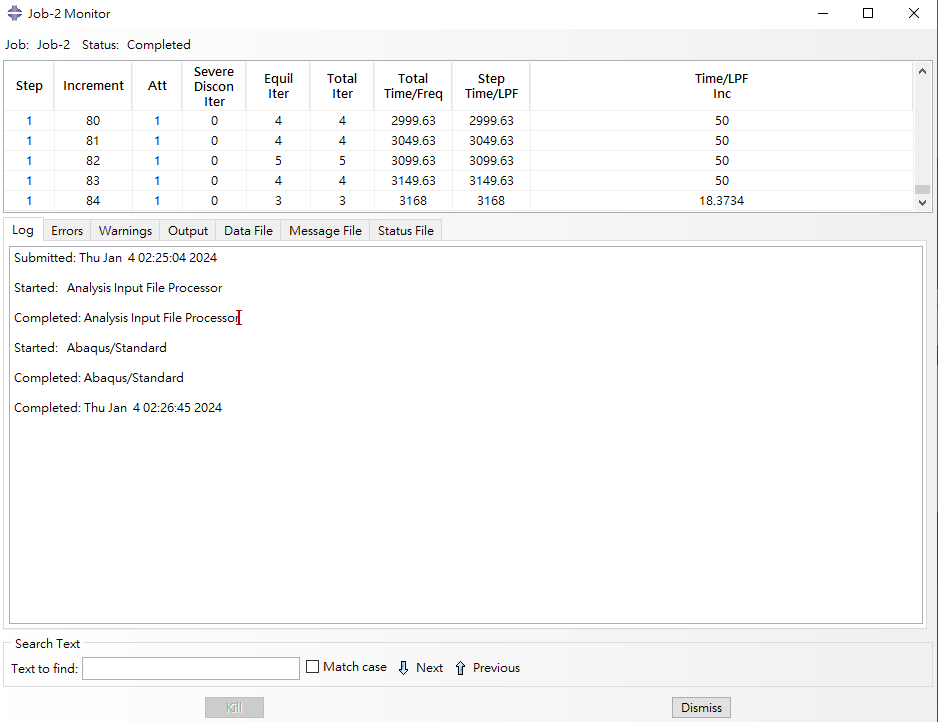 Job-2 Monitor
Job: Job-2 Status: Completed
Step Increment Att Severe Discon Iter Equil Iter Total Iter Total Time/Freq Step Time/LPF Time/LPF Inc
1 80 1 0 4 4 2999.63 2999.63 50
1 81 1 0 4 4 3049.63 3049.63 50
1 82 1 0 5 5 3099.63 3099.63 50
1 83 1 0 4 4 3149.63 3149.63 50
1 84 1 0 3 3 3168 3168 18.3734
Log Errors Warnings Output Data File Message File Status File
Submitted: Thu Jan 4 02:25:04 2024
Started: Analysis Input File Processor
Completed: Analysis Input File Processor
Started: Abaqus/Standard
Completed: Abaqus/Standard
Completed: Thu Jan 4 02:26:45 2024
Search Text
Text to find: Match case Next Previous
Kill Dismiss